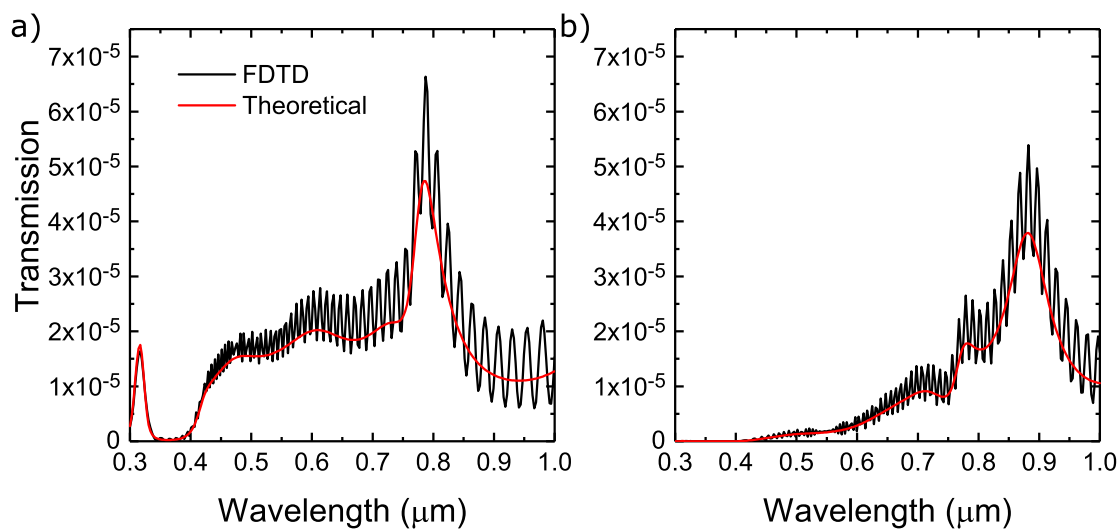 a)
Transmission
7x10-5
6x10-5
5x10-5
4x10-5
3x10-5
2x10-5
1x10-5
0
FDTD
Theoretical
0.3 0.4 0.5 0.6 0.7 0.8 0.9 1.0
Wavelength (μm)
b)
7x10-5
6x10-5
5x10-5
4x10-5
3x10-5
2x10-5
1x10-5
0
0.3 0.4 0.5 0.6 0.7 0.8 0.9 1.0
Wavelength (μm)